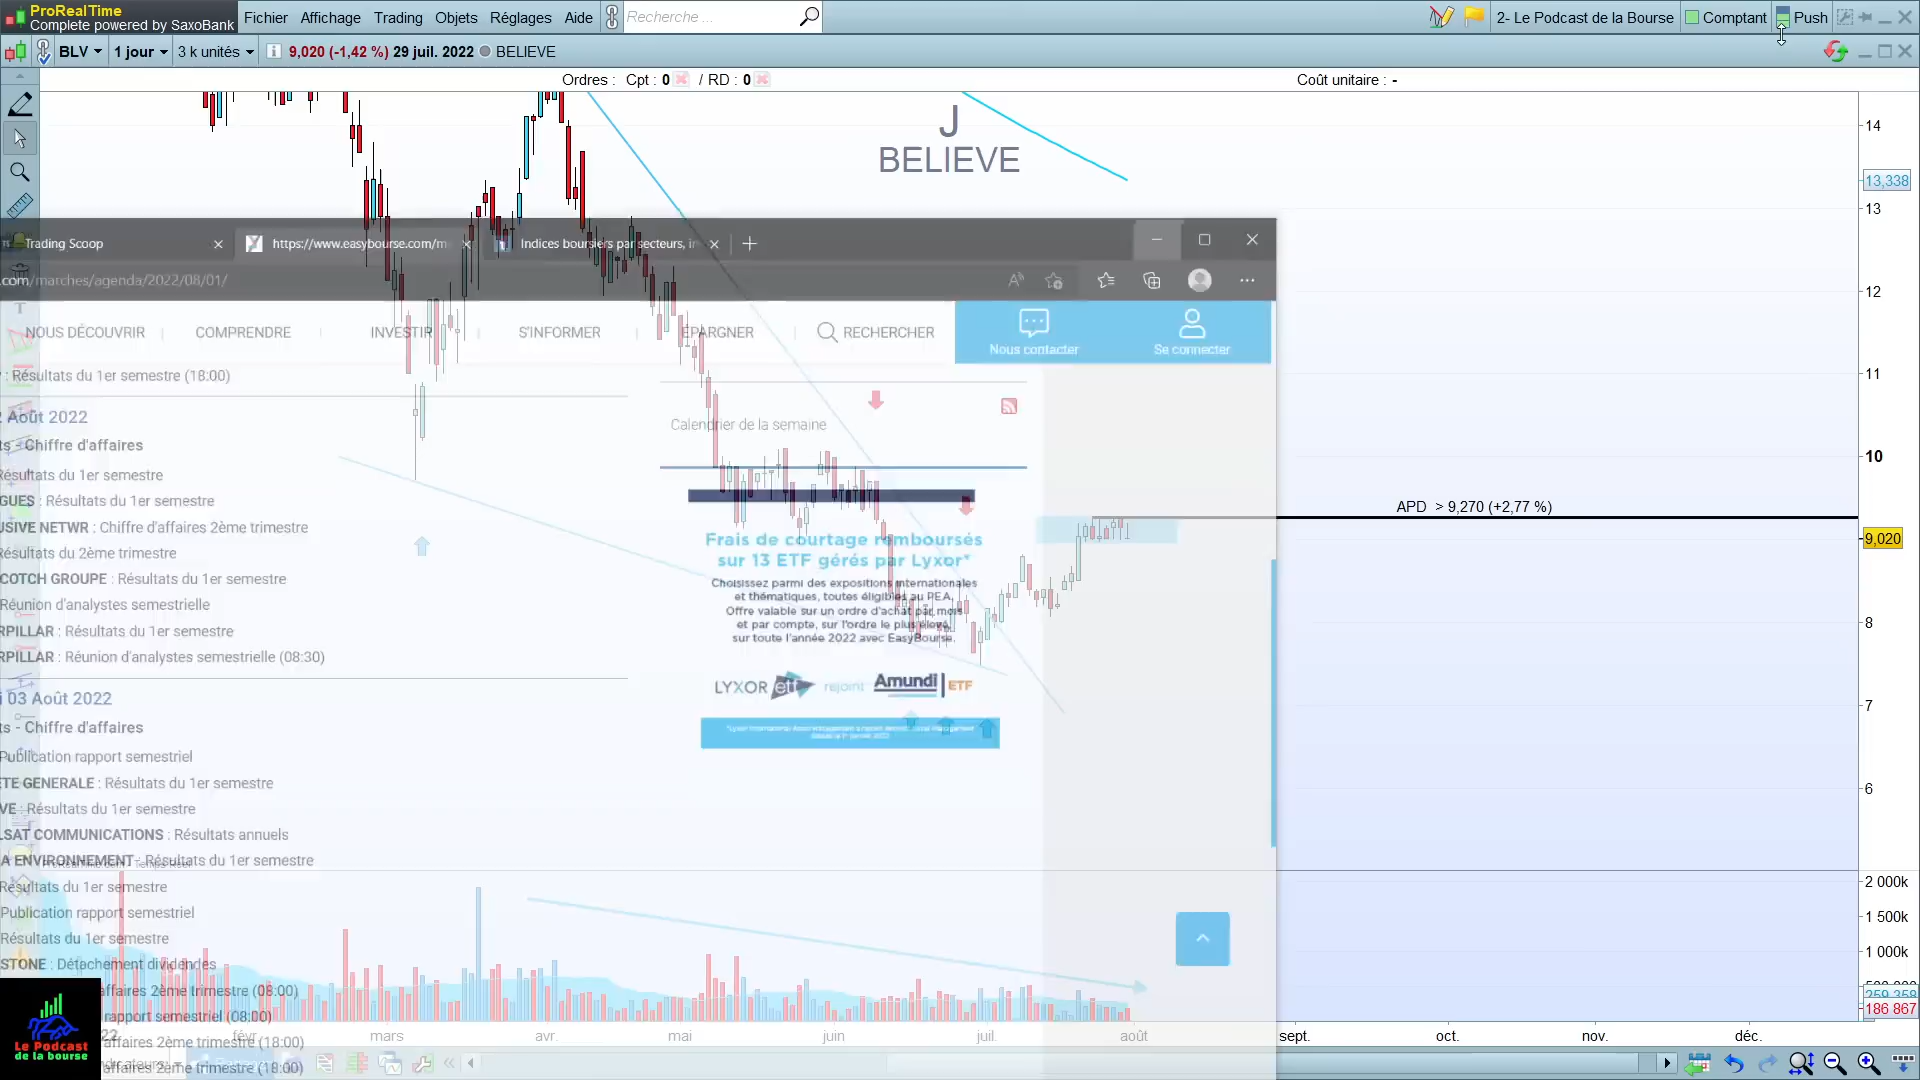 ProRealTime
Complete powered by SaxoBank
Fichier Affichage Trading Objets Réglages Aide
Recherche ...
2- Le Podcast de la Bourse Comptant Push
BLV 1 jour 3 k unités 9,020 (-1,42 %) 29 juil. 2022 BELIEVE
Ordres : Cpt : 0 / RD : 0 Coût unitaire : -
J
BELIEVE
14
13,338
13
12
11
10
APD > 9,270 (+2,77 %)
9,020
8
7
6
2 000k
1 500k
1 000k
186 867
Trading Scoop
https://www.easybourse.com/m
Indices boursiers par secteurs, in
.com/marches/agenda/2022/08/01/
NOUS DÉCOUVRIR COMPRENDRE INVESTIR S'INFORMER ÉPARGNER RECHERCHER
Nous contacter Se connecter
: Résultats du 1er semestre (18:00)
Août 2022
ts - Chiffre d'affaires
Résultats du 1er semestre
GUES : Résultats du 1er semestre
USIVE NETWR : Chiffre d'affaires 2ème trimestre
Résultats du 2ème trimestre
COTCH GROUPE : Résultats du 1er semestre
Réunion d'analystes semestrielle
RPILLAR : Résultats du 1er semestre
RPILLAR : Réunion d'analystes semestrielle (08:30)
i 03 Août 2022
ts - Chiffre d'affaires
Publication rapport semestriel
TE GENERALE : Résultats du 1er semestre
VE : Résultats du 1er semestre
LSAT COMMUNICATIONS : Résultats annuels
A ENVIRONNEMENT : Résultats du 1er semestre
Résultats du 1er semestre
Publication rapport semestriel
Résultats du 1er semestre
STONE : Détachement dividendes
affaires 2ème trimestre (08:00)
rapport semestriel (08:00)
affaires 2ème trimestre (18:00)
affaires 2ème trimestre (18:00)
Calendrier de la semaine
Frais de courtage remboursés
sur 13 ETF gérés par Lyxor*
Choisissez parmi des expositions internationales
et thématiques, toutes éligibles au PEA.
Offre valable sur un ordre d'achat par mois
et par compte, sur l'ordre le plus élevé,
sur toute l'année 2022 avec EasyBourse.
LYXOR etf rejoint Amundi ETF
févr. mars avr. mai juin juil. août sept. oct. nov. déc.
Le Podcast
de la bourse